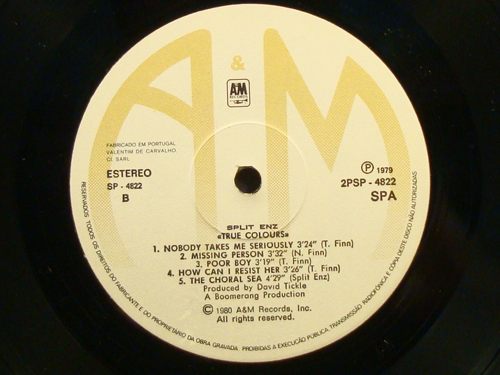 A & M
A&M
RECORDS
FABRICADO EM PORTUGAL
VALENTIM DE CARVALHO,
CI. SARL
ESTEREO
SP - 4822
B
P 1979
2PSP - 4822
SPA
SPLIT ENZ
«TRUE COLOURS»
1. NOBODY TAKES ME SERIOUSLY 3'24" (T. Finn)
2. MISSING PERSON 3'32" (N. Finn)
3. POOR BOY 3'19" (T. Finn)
4. HOW CAN I RESIST HER 3'26" (T. Finn)
5. THE CHORAL SEA 4'29" (Split Enz)
Produced by David Tickle
A Boomerang Production
© 1980 A&M Records, Inc.
All rights reserved.
RESERVADOS TODOS OS DIREITOS DO FABRICANTE E DO PROPRIETÁRIO DA OBRA GRAVADA. PROIBIDAS A EXECUÇÃO PÚBLICA, TRANSMISSÃO RADIOFÓNICA E COPIA DESTE DISCO NÃO AUTORIZADAS